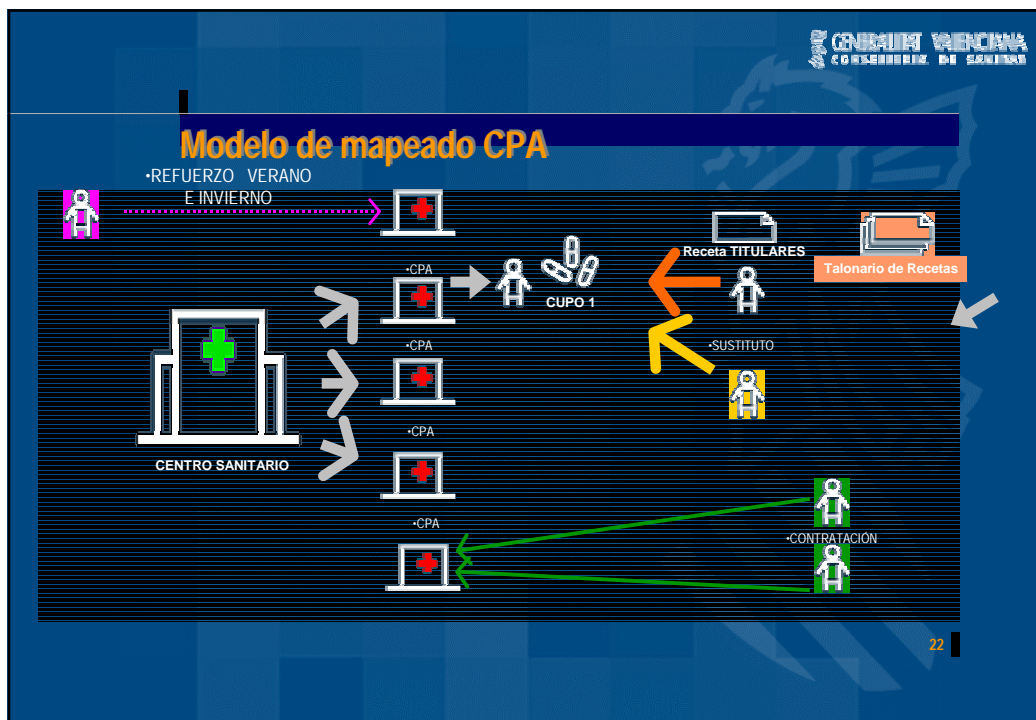 GENERALITAT VALENCIANA
CONSELLERIA DE SANITAT
Modelo de mapeado CPA
•REFUERZO VERANO
E INVIERNO
Receta TITULARES
Talonario de Recetas
•CPA
CUPO 1
•CPA
•SUSTITUTO
•CPA
CENTRO SANITARIO
•CPA
•CONTRATACIÓN
22